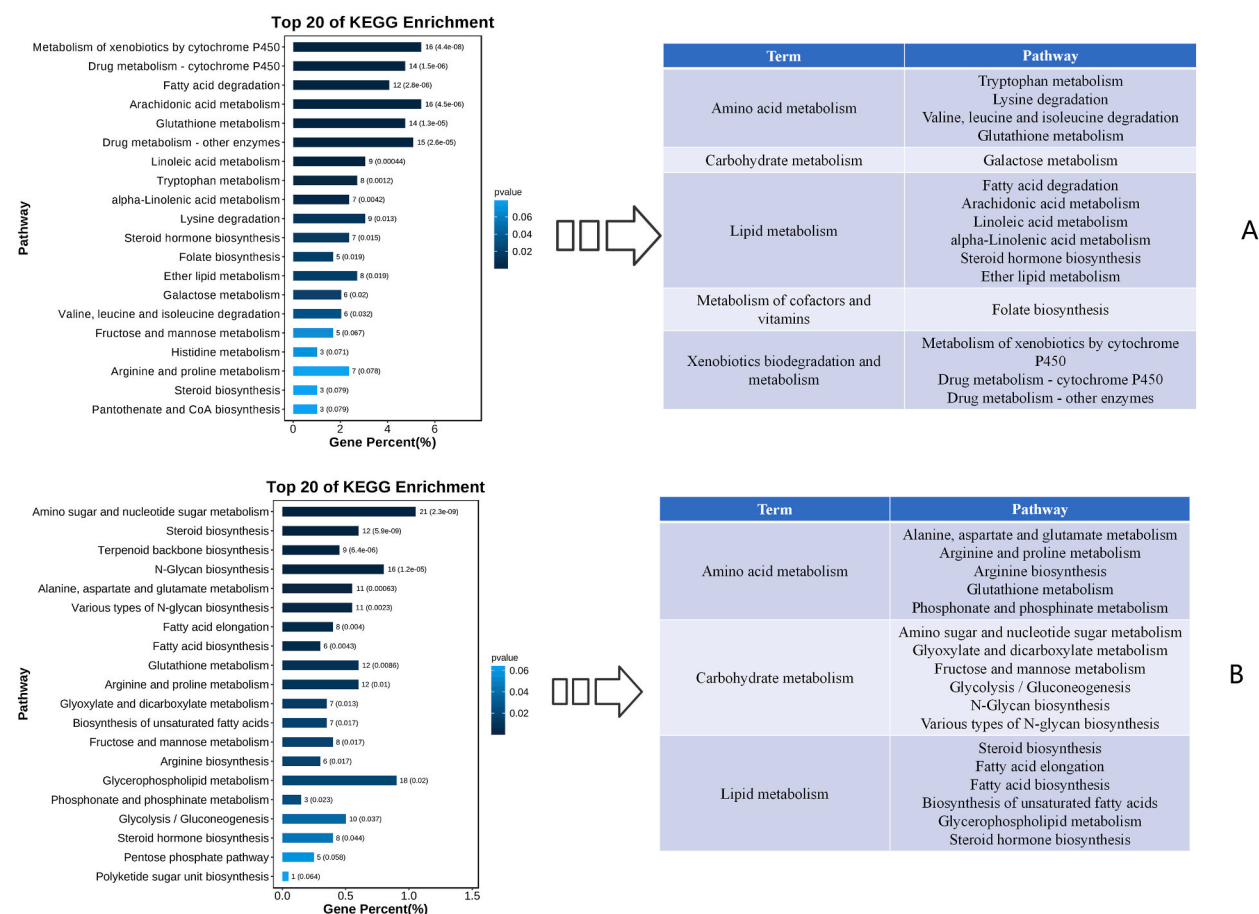 Top 20 of KEGG Enrichment
Pathway
Metabolism of xenobiotics by cytochrome P450 16 (4.4e-08)
Drug metabolism - cytochrome P450 14 (1.5e-06)
Fatty acid degradation 12 (2.8e-06)
Arachidonic acid metabolism 16 (4.5e-06)
Glutathione metabolism 14 (1.3e-05)
Drug metabolism - other enzymes 15 (2.6e-05)
Linoleic acid metabolism 9 (0.00044)
Tryptophan metabolism 8 (0.0012)
alpha-Linolenic acid metabolism 7 (0.0042)
Lysine degradation 9 (0.013)
Steroid hormone biosynthesis 7 (0.015)
Folate biosynthesis 5 (0.019)
Ether lipid metabolism 8 (0.019)
Galactose metabolism 6 (0.02)
Valine, leucine and isoleucine degradation 6 (0.032)
Fructose and mannose metabolism 5 (0.067)
Histidine metabolism 3 (0.071)
Arginine and proline metabolism 7 (0.078)
Steroid biosynthesis 3 (0.079)
Pantothenate and CoA biosynthesis 3 (0.079)
0 2 4 6
Gene Percent(%)
pvalue
0.06
0.04
0.02
Term Pathway
Amino acid metabolism
Tryptophan metabolism
Lysine degradation
Valine, leucine and isoleucine degradation
Glutathione metabolism
Carbohydrate metabolism Galactose metabolism
Lipid metabolism
Fatty acid degradation
Arachidonic acid metabolism
Linoleic acid metabolism
alpha-Linolenic acid metabolism
Steroid hormone biosynthesis
Ether lipid metabolism
Metabolism of cofactors and
vitamins
Folate biosynthesis
Xenobiotics biodegradation and
metabolism
Metabolism of xenobiotics by cytochrome
P450
Drug metabolism - cytochrome P450
Drug metabolism - other enzymes
A
Top 20 of KEGG Enrichment
Pathway
Amino sugar and nucleotide sugar metabolism 21 (2.3e-09)
Steroid biosynthesis 12 (5.9e-09)
Terpenoid backbone biosynthesis 9 (6.4e-06)
N-Glycan biosynthesis 16 (1.2e-05)
Alanine, aspartate and glutamate metabolism 11 (0.00063)
Various types of N-glycan biosynthesis 11 (0.0023)
Fatty acid elongation 8 (0.004)
Fatty acid biosynthesis 6 (0.0043)
Glutathione metabolism 12 (0.0086)
Arginine and proline metabolism 12 (0.01)
Glyoxylate and dicarboxylate metabolism 7 (0.013)
Biosynthesis of unsaturated fatty acids 7 (0.017)
Fructose and mannose metabolism 8 (0.017)
Arginine biosynthesis 6 (0.017)
Glycerophospholipid metabolism 18 (0.02)
Phosphonate and phosphinate metabolism 3 (0.023)
Glycolysis / Gluconeogenesis 10 (0.037)
Steroid hormone biosynthesis 8 (0.044)
Pentose phosphate pathway 5 (0.058)
Polyketide sugar unit biosynthesis 1 (0.064)
0.0 0.5 1.0 1.5
Gene Percent(%)
pvalue
0.06
0.04
0.02
Term Pathway
Amino acid metabolism
Alanine, aspartate and glutamate metabolism
Arginine and proline metabolism
Arginine biosynthesis
Glutathione metabolism
Phosphonate and phosphinate metabolism
Carbohydrate metabolism
Amino sugar and nucleotide sugar metabolism
Glyoxylate and dicarboxylate metabolism
Fructose and mannose metabolism
Glycolysis / Gluconeogenesis
N-Glycan biosynthesis
Various types of N-glycan biosynthesis
Lipid metabolism
Steroid biosynthesis
Fatty acid elongation
Fatty acid biosynthesis
Biosynthesis of unsaturated fatty acids
Glycerophospholipid metabolism
Steroid hormone biosynthesis
B